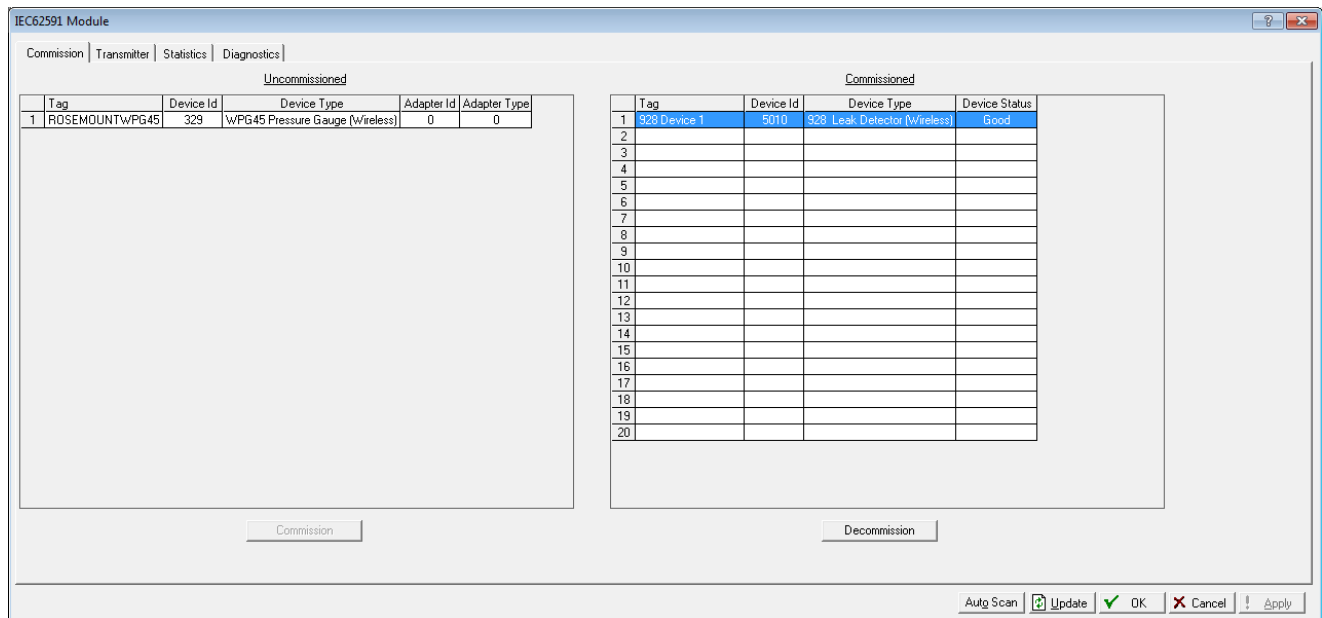 IEC62591 Module
?
Commission Transmitter Statistics Diagnostics
Uncommissioned
Tag Device Id Device Type Adapter Id Adapter Type
1 ROSEMOUNTWPG45 329 WPG45 Pressure Gauge (Wireless) 0 0
Commission
Commissioned
Tag Device Id Device Type Device Status
1 928 Device 1 5010 928 Leak Detector (Wireless) Good
2
3
4
5
6
7
8
9
10
11
12
13
14
15
16
17
18
19
20
Decommission
Auto Scan Update OK Cancel ! Apply